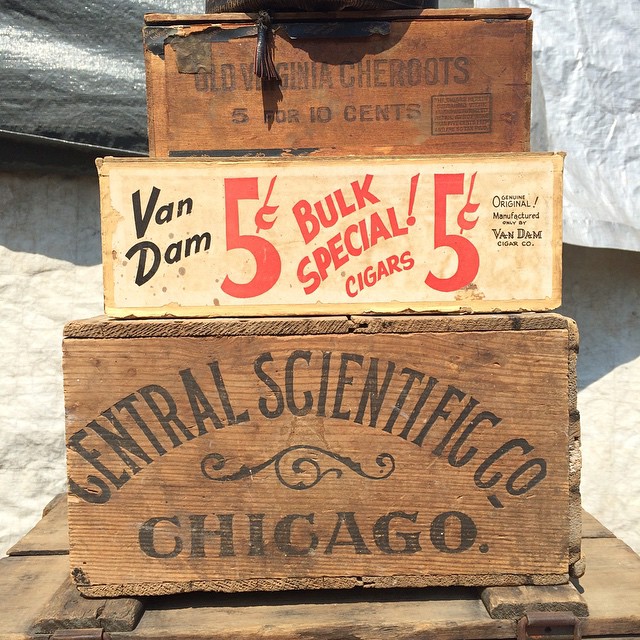 OLD VIRGINIA CHEROOTS
5 FOR 10 CENTS
Van
Dam
5¢
BULK
SPECIAL!
CIGARS
5¢
GENUINE
ORIGINAL!
Manufactured
ONLY BY
VAN DAM
CIGAR CO.
CENTRAL SCIENTIFIC CO.
CHICAGO.